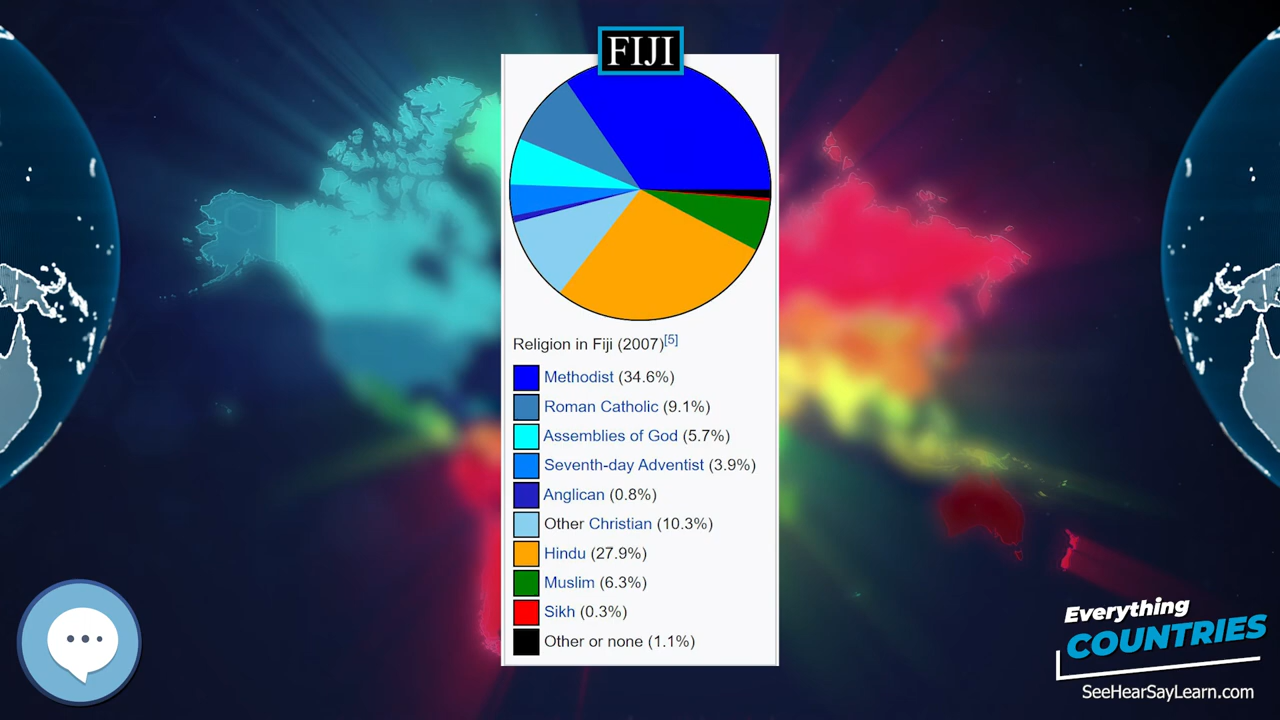 FIJI
Religion in Fiji (2007)[5]
Methodist (34.6%)
Roman Catholic (9.1%)
Assemblies of God (5.7%)
Seventh-day Adventist (3.9%)
Anglican (0.8%)
Other Christian (10.3%)
Hindu (27.9%)
Muslim (6.3%)
Sikh (0.3%)
Other or none (1.1%)
Everything
COUNTRIES
SeeHearSayLearn.com